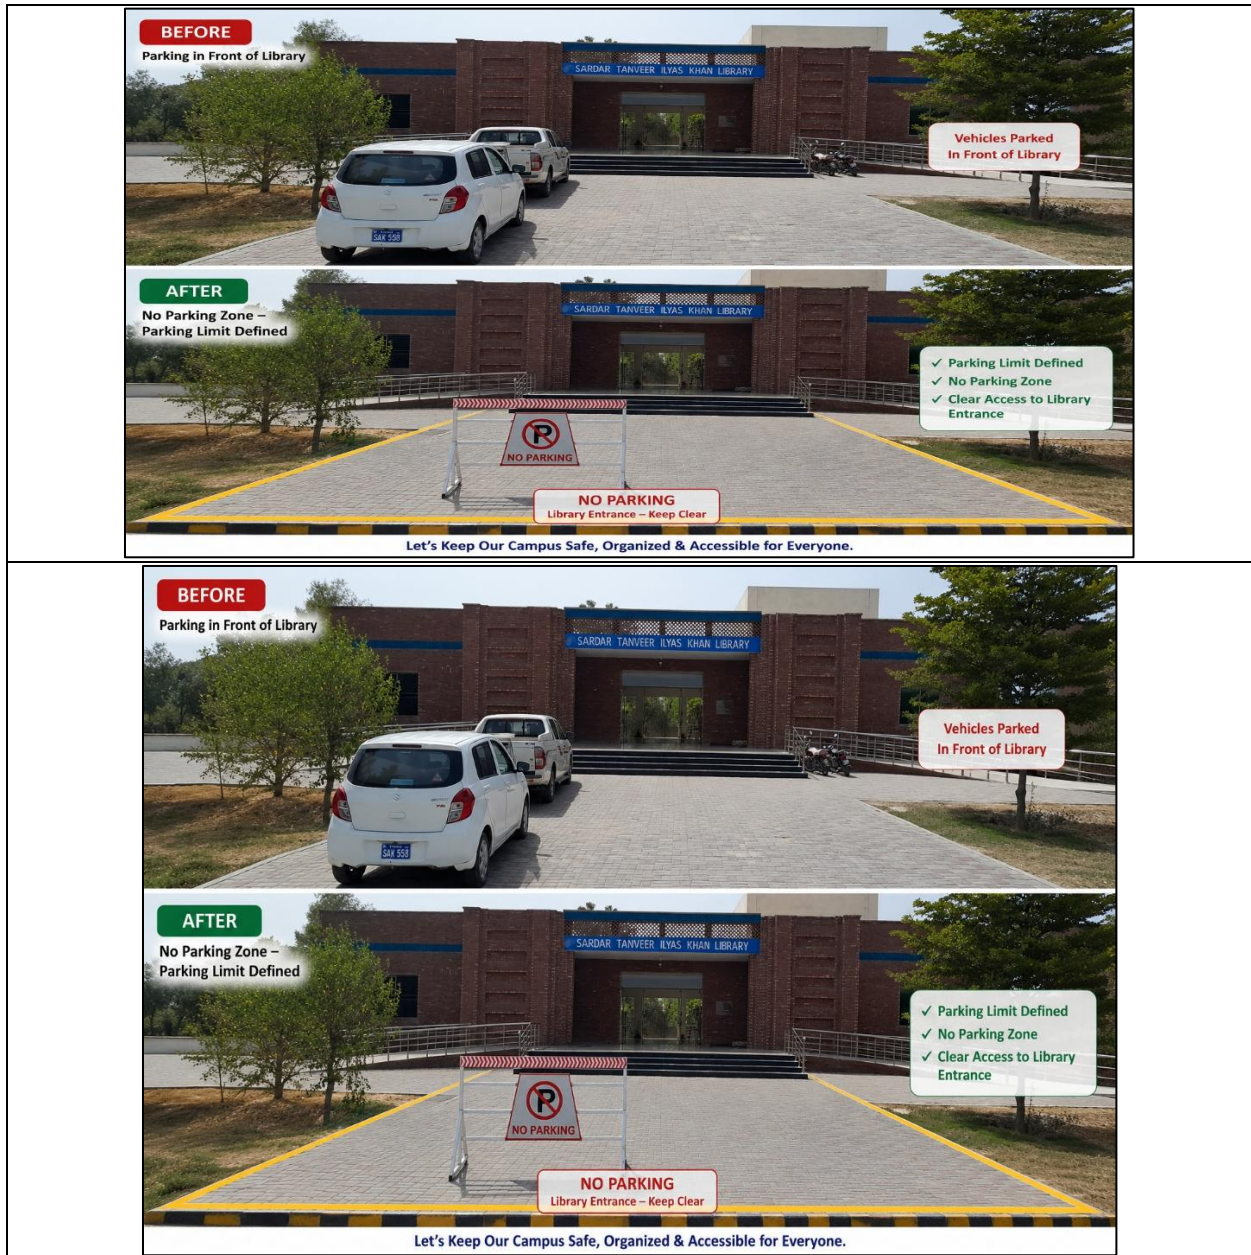 BEFORE
Parking in Front of Library
SARDAR TANVEER ILYAS KHAN LIBRARY
Vehicles Parked
In Front of Library
SAK 558
AFTER
No Parking Zone –
Parking Limit Defined
SARDAR TANVEER ILYAS KHAN LIBRARY
✓ Parking Limit Defined
✓ No Parking Zone
✓ Clear Access to Library
Entrance
P
NO PARKING
NO PARKING
Library Entrance – Keep Clear
Let's Keep Our Campus Safe, Organized & Accessible for Everyone.
BEFORE
Parking in Front of Library
SARDAR TANVEER ILYAS KHAN LIBRARY
Vehicles Parked
In Front of Library
SAK 558
AFTER
No Parking Zone –
Parking Limit Defined
SARDAR TANVEER ILYAS KHAN LIBRARY
✓ Parking Limit Defined
✓ No Parking Zone
✓ Clear Access to Library
Entrance
P
NO PARKING
NO PARKING
Library Entrance – Keep Clear
Let's Keep Our Campus Safe, Organized & Accessible for Everyone.